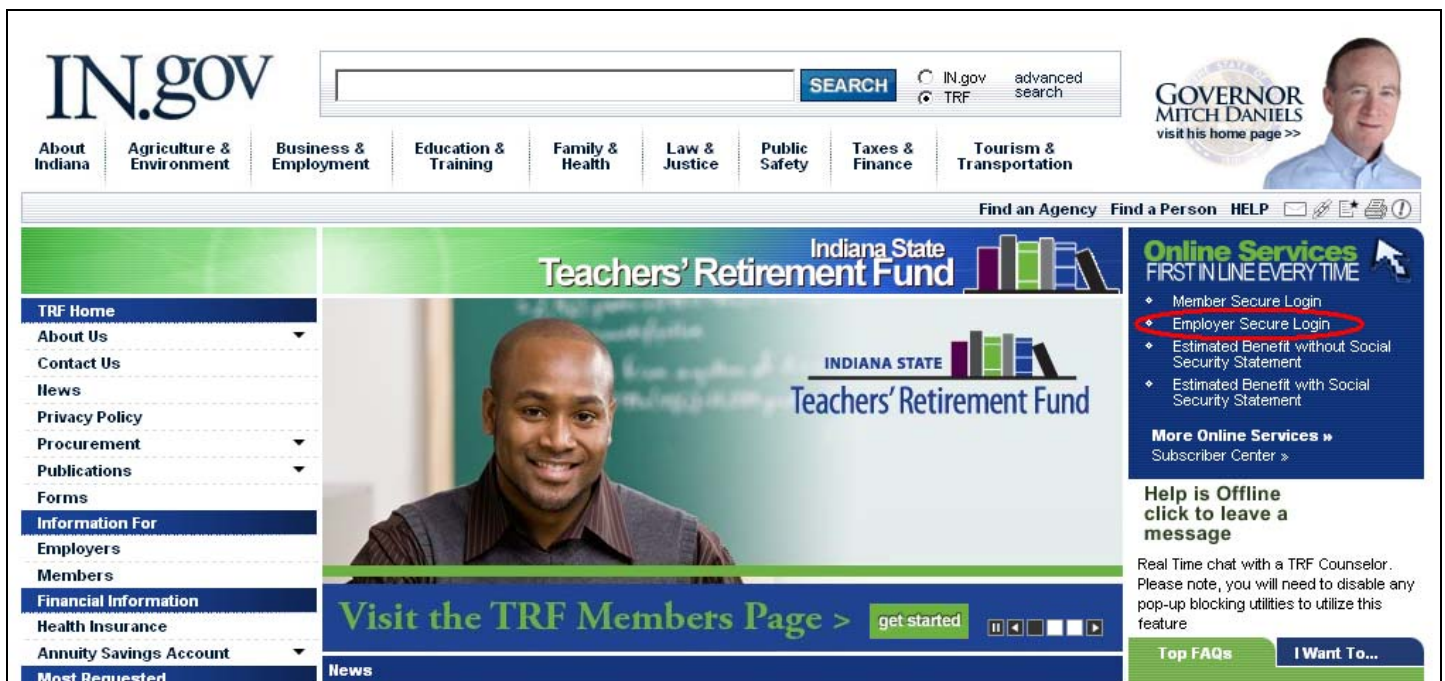 IN.gov
SEARCH
IN.gov
TRF
advanced
search
GOVERNOR
MITCH DANIELS
visit his home page >>
About
Indiana
Agriculture &
Environment
Business &
Employment
Education &
Training
Family &
Health
Law &
Justice
Public
Safety
Taxes &
Finance
Tourism &
Transportation
Find an Agency Find a Person HELP
Indiana State
Teachers' Retirement Fund
TRF Home
About Us
Contact Us
News
Privacy Policy
Procurement
Publications
Forms
Information For
Employers
Members
Financial Information
Health Insurance
Annuity Savings Account
Most Requested
INDIANA STATE
Teachers' Retirement Fund
Visit the TRF Members Page >
get started
News
Online Services
FIRST IN LINE EVERY TIME
Member Secure Login
Employer Secure Login
Estimated Benefit without Social
Security Statement
Estimated Benefit with Social
Security Statement
More Online Services »
Subscriber Center »
Help is Offline
click to leave a
message
Real Time chat with a TRF Counselor.
Please note, you will need to disable any
pop-up blocking utilities to utilize this
feature
Top FAQs
I Want To...